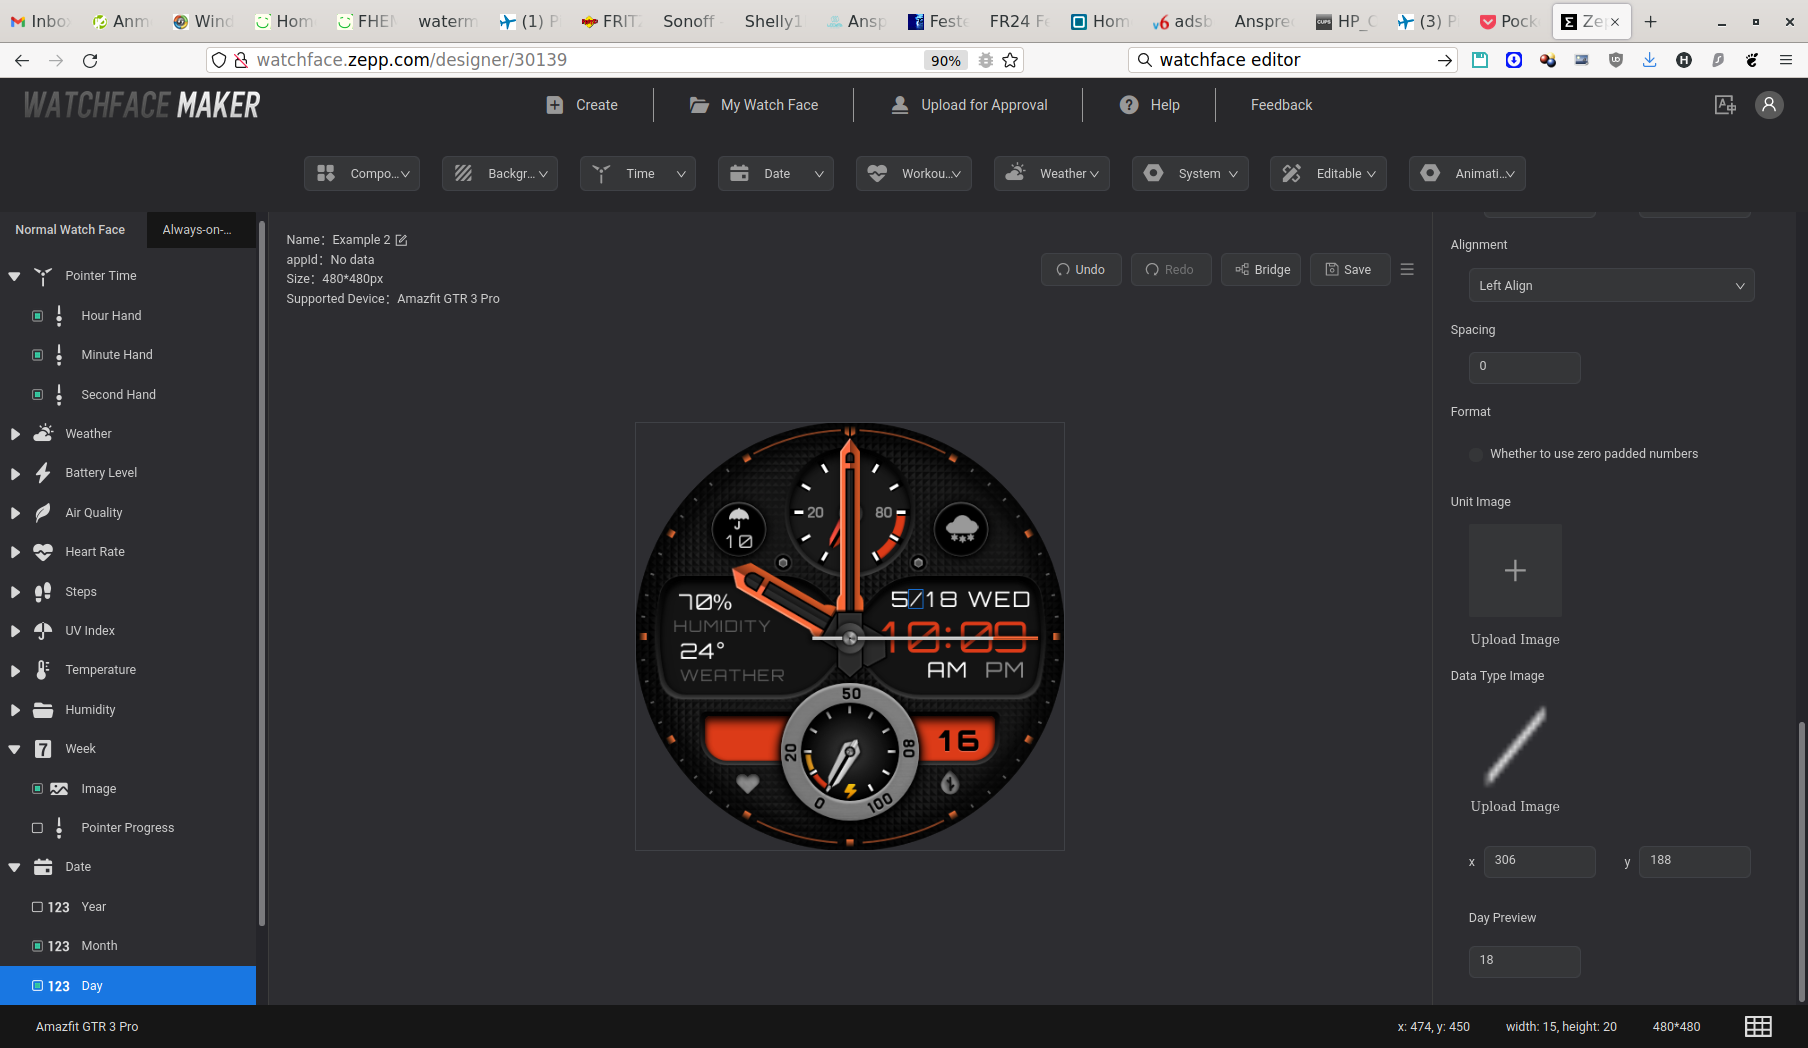 Inbo
Anm
Wind
Hom
FHEM
waterm
(1) P
FRITZ
Sonoff
Shelly1
Ansp
Feste
FR24 Fe
Hom
v6 adsb
Anspre
HP_C
(3) P
Pock
Zep
watchface.zepp.com/designer/30139
90%
watchface editor
WATCHFACE MAKER
Create
My Watch Face
Upload for Approval
Help
Feedback
Compo...
Backgr...
Time
Date
Workou...
Weather
System
Editable
Animati...
Normal Watch Face
Always-on-...
Pointer Time
Hour Hand
Minute Hand
Second Hand
Weather
Battery Level
Air Quality
Heart Rate
Steps
UV Index
Temperature
Humidity
7 Week
Image
Pointer Progress
Date
123 Year
123 Month
123 Day
Name： Example 2
appId： No data
Size： 480*480px
Supported Device： Amazfit GTR 3 Pro
Undo
Redo
Bridge
Save
20 80
10
70%
HUMIDITY
24°
WEATHER
5/18 WED
10:09
AM PM
50
20
80
0
100
16
Alignment
Left Align
Spacing
0
Format
Whether to use zero padded numbers
Unit Image
Upload Image
Data Type Image
Upload Image
x 306 y 188
Day Preview
18
Amazfit GTR 3 Pro
x: 474, y: 450
width: 15, height: 20
480*480